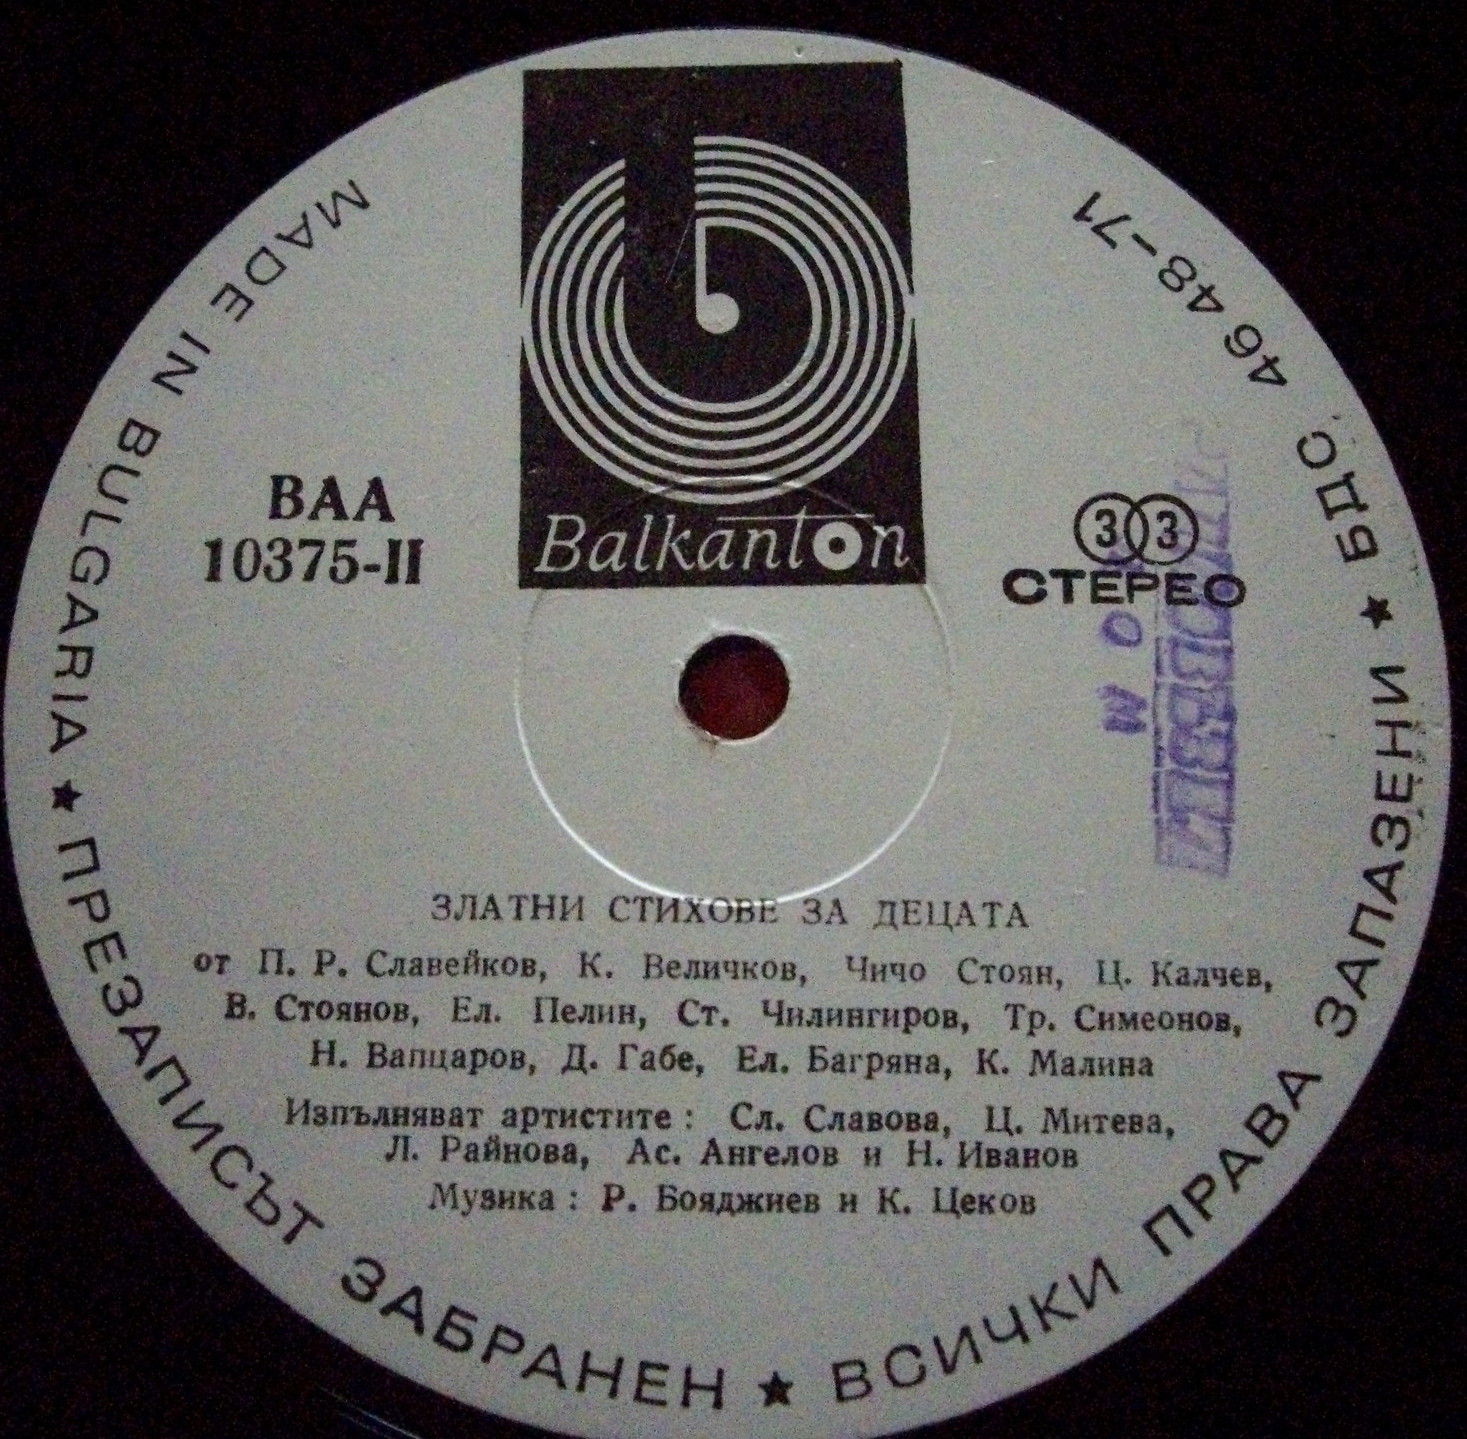 Balkanton
ВАА
10375-II
33
СТЕРЕО
ЗЛАТНИ СТИХОВЕ ЗА ДЕЦАТА
от П. Р. Славейков, К. Величков, Чичо Стоян, Ц. Калчев,
В. Стоянов, Ел. Пелин, Ст. Чилингиров, Тр. Симеонов,
Н. Вапцаров, Д. Габе, Ел. Багряна, К. Малина
Изпълняват артистите : Сл. Славова, Ц. Митева,
Л. Райнова, Ас. Ангелов и Н. Иванов
Музика : Р. Бояджиев и К. Цеков
MADE IN BULGARIA ★ ПРЕЗАПИСЪТ ЗАБРАНЕН ★ ВСИЧКИ ПРАВА ЗАПАЗЕНИ ★ БДС. 4648-71